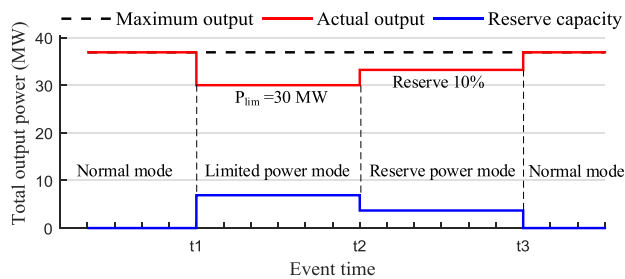 Maximum output Actual output Reserve capacity
Total output power (MW)
40
30
20
10
0
P_lim =30 MW
Reserve 10%
Normal mode Limited power mode Reserve power mode Normal mode
t1 t2 t3
Event time